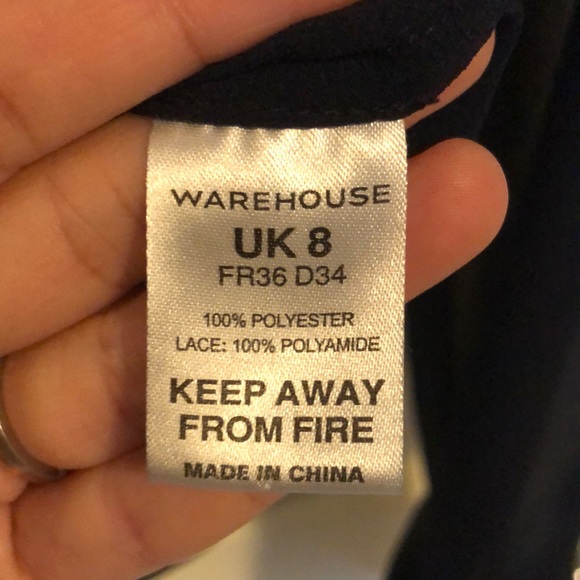 WAREHOUSE
UK 8
FR36 D34
100% POLYESTER
LACE: 100% POLYAMIDE
KEEP AWAY
FROM FIRE
MADE IN CHINA